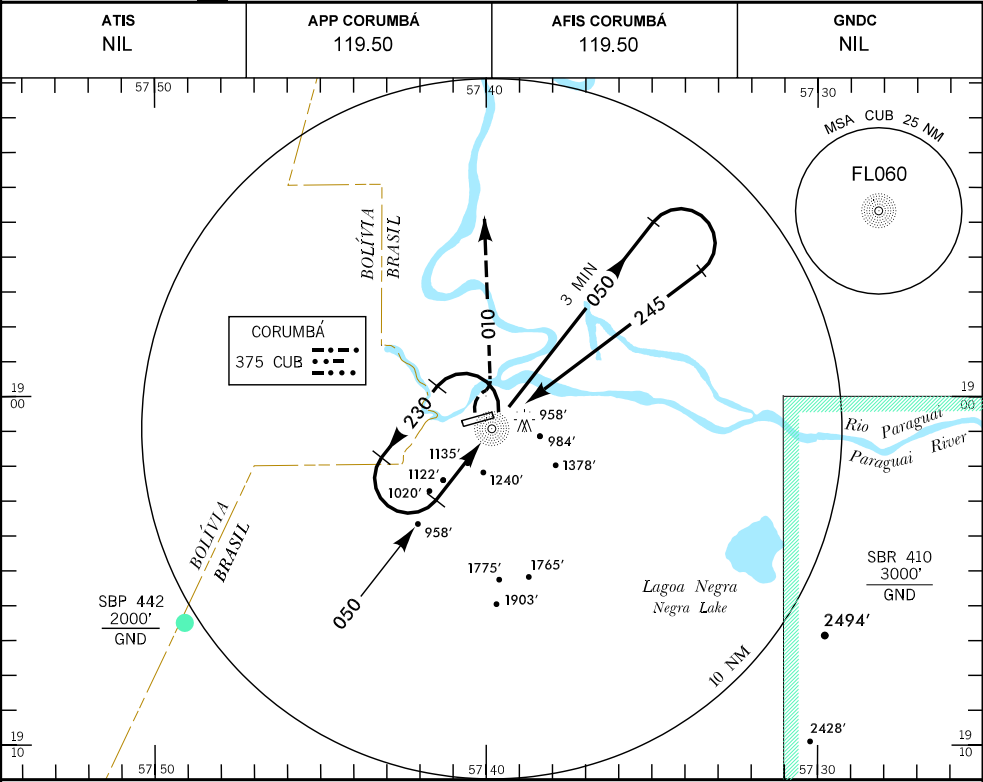 ATIS
NIL
APP CORUMBÁ
119.50
AFIS CORUMBÁ
119.50
GNDC
NIL
57 50
57 40
57 30
MSA CUB 25 NM
FL060
BOLÍVIA
BRASIL
3 MIN
050
245
010
CORUMBÁ
375 CUB
19
00
19
00
230
958'
984'
1378'
1135'
1122'
1020'
1240'
958'
Rio Paraguai
Paraguai River
BOLÍVIA
BRASIL
050
1775'
1765'
1903'
Lagoa Negra
Negra Lake
SBR 410
3000'
GND
SBP 442
2000'
GND
2494'
10 NM
2428'
19
10
19
10
57 50
57 40
57 30